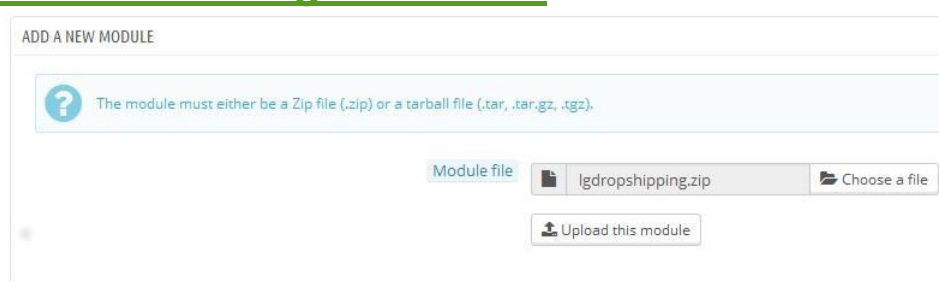 ADD A NEW MODULE
The module must either be a Zip file (.zip) or a tarball file (.tar, .tar.gz, .tgz).
Module file
lgdropshipping.zip
Choose a file
Upload this module